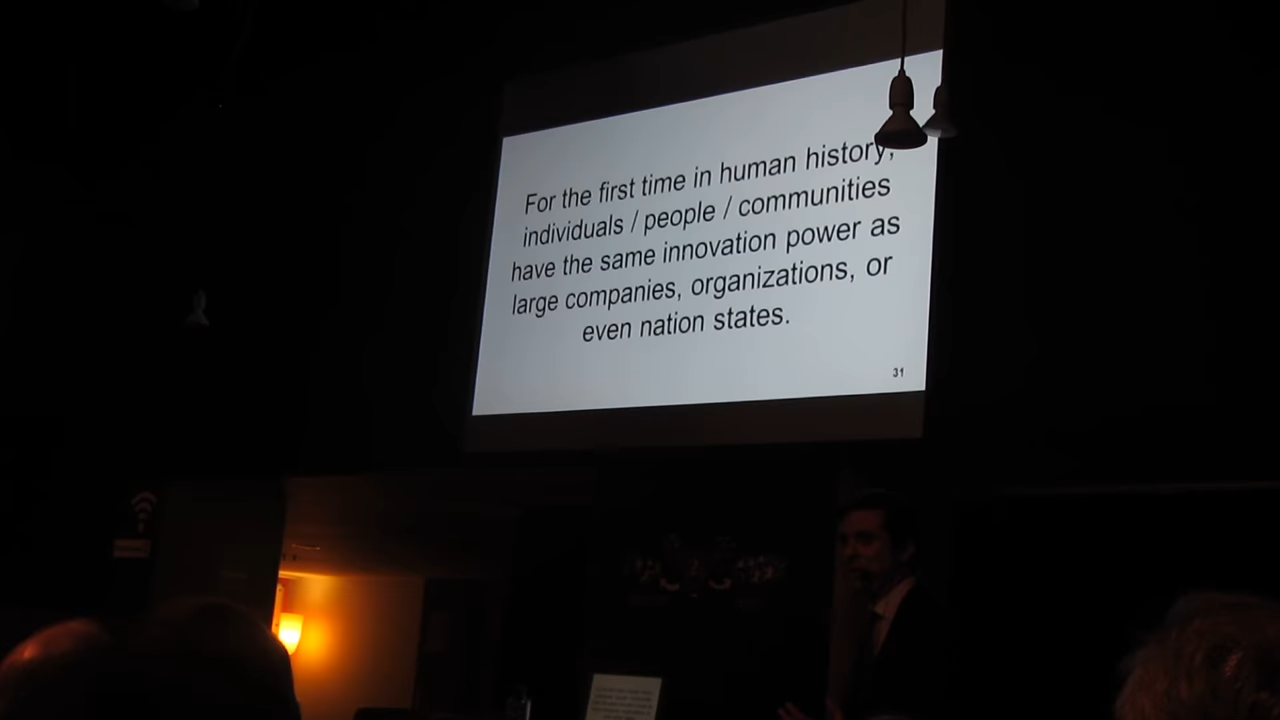 For the first time in human history,
individuals / people / communities
have the same innovation power as
large companies, organizations, or
even nation states.
31